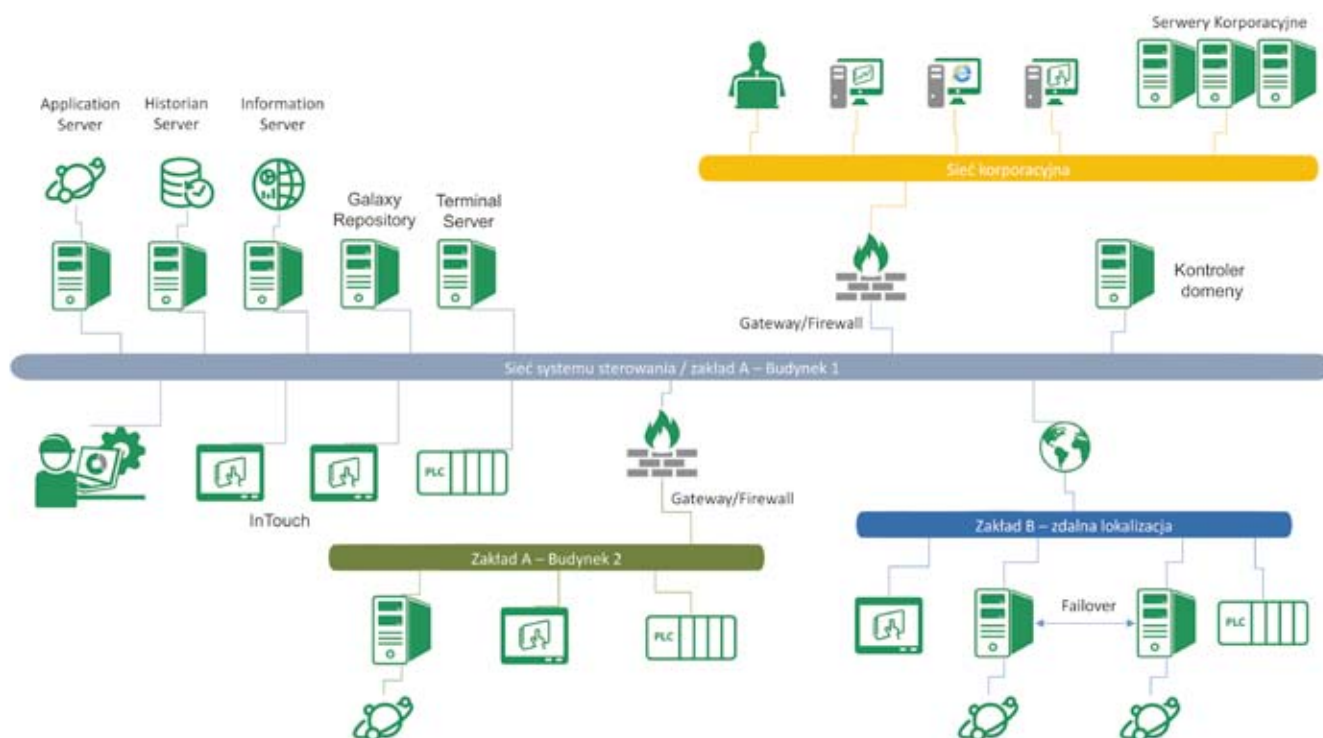 Serwery Korporacyjne
Application
Server
Historian
Server
Information
Server
Sieć korporacyjna
Galaxy
Repository
Terminal
Server
Kontroler
domeny
Gateway/Firewall
Sieć systemu sterowania / zakład A – Budynek 1
PLC
InTouch
Gateway/Firewall
Zakład B – zdalna lokalizacja
Zakład A – Budynek 2
Failover
PLC
PLC